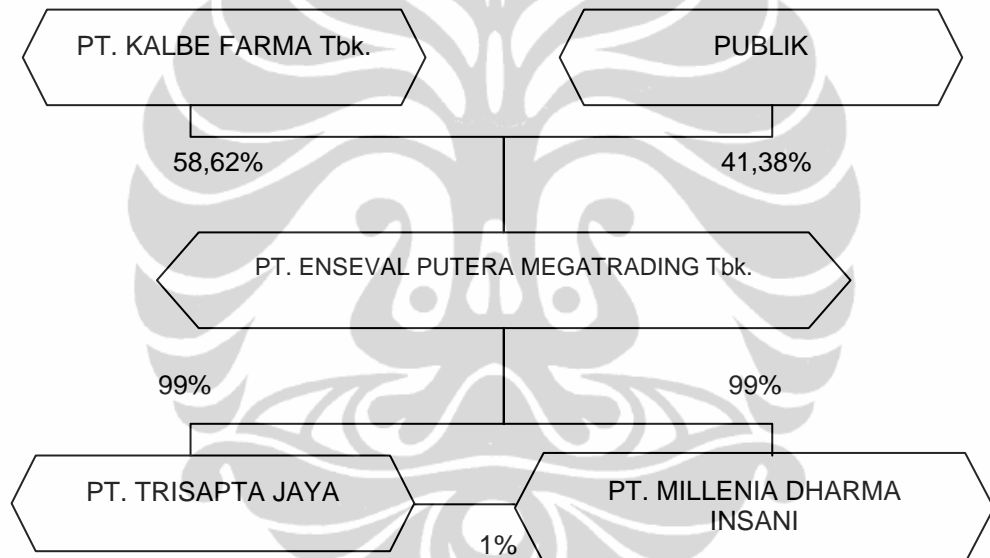 PT. KALBE FARMA Tbk.
PUBLIK
58,62%
41,38%
PT. ENSEVAL PUTERA MEGATRADING Tbk.
99%
99%
PT. TRISAPTA JAYA
PT. MILLENIA DHARMA
INSANI
1%